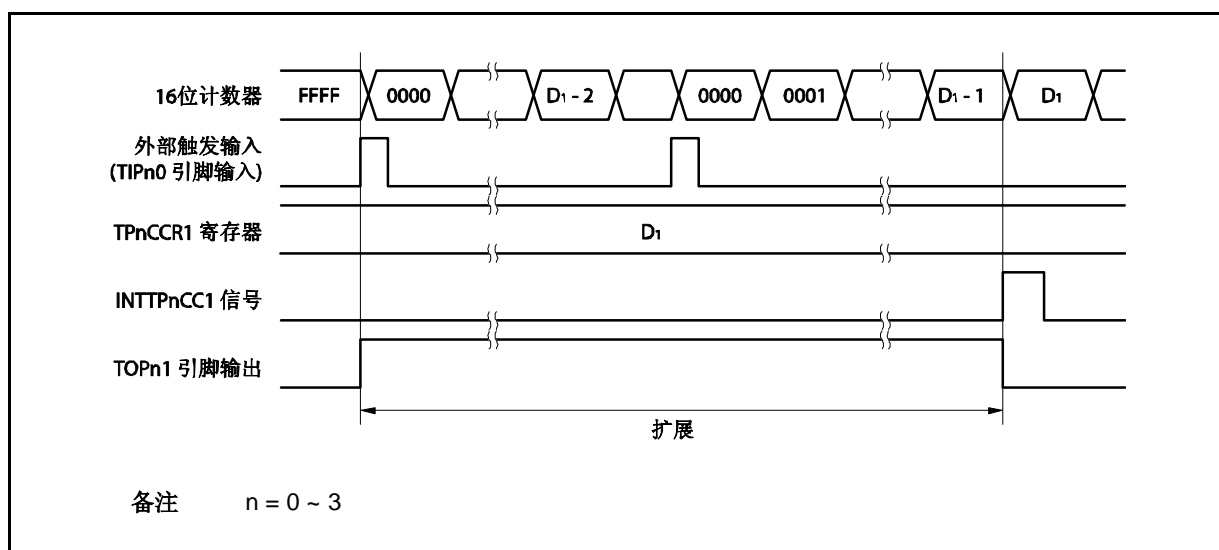 16位计数器 FFFF 0000 D₁ - 2 0000 0001 D₁ - 1 D₁
外部触发输入
(TIPn0 引脚输入)
TPnCCR1 寄存器 D₁
INTTPnCC1 信号
TOPn1 引脚输出
扩展
备注 n = 0 ~ 3